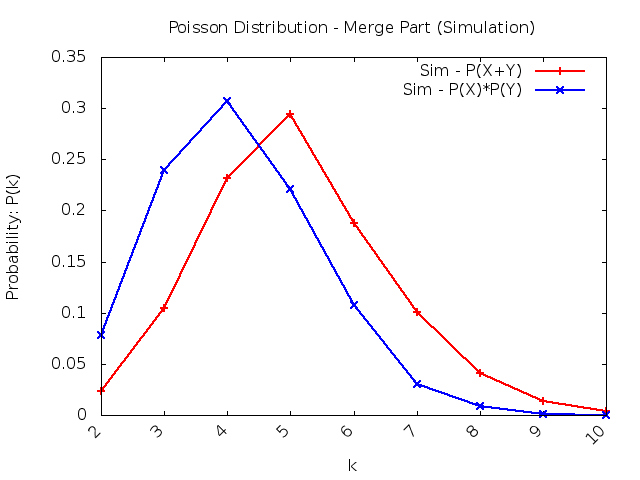 Poisson Distribution - Merge Part (Simulation)
Sim - P(X+Y)
Sim - P(X)*P(Y)
Probability: P(k)
0.35
0.3
0.25
0.2
0.15
0.1
0.05
0
2 3 4 5 6 7 8 9 10
k